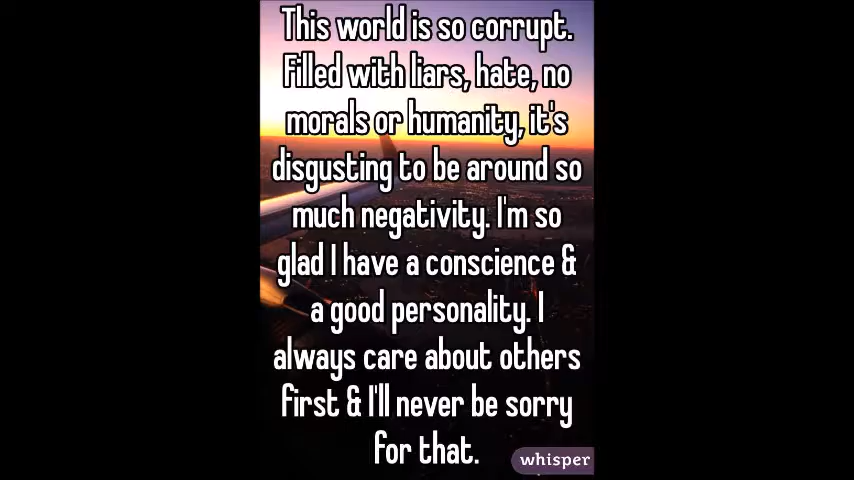 This world is so corrupt.
Filled with liars, hate, no
morals or humanity, it's
disgusting to be around so
much negativity. I'm so
glad I have a conscience &
a good personality. I
always care about others
first & I'll never be sorry
for that.
whisper